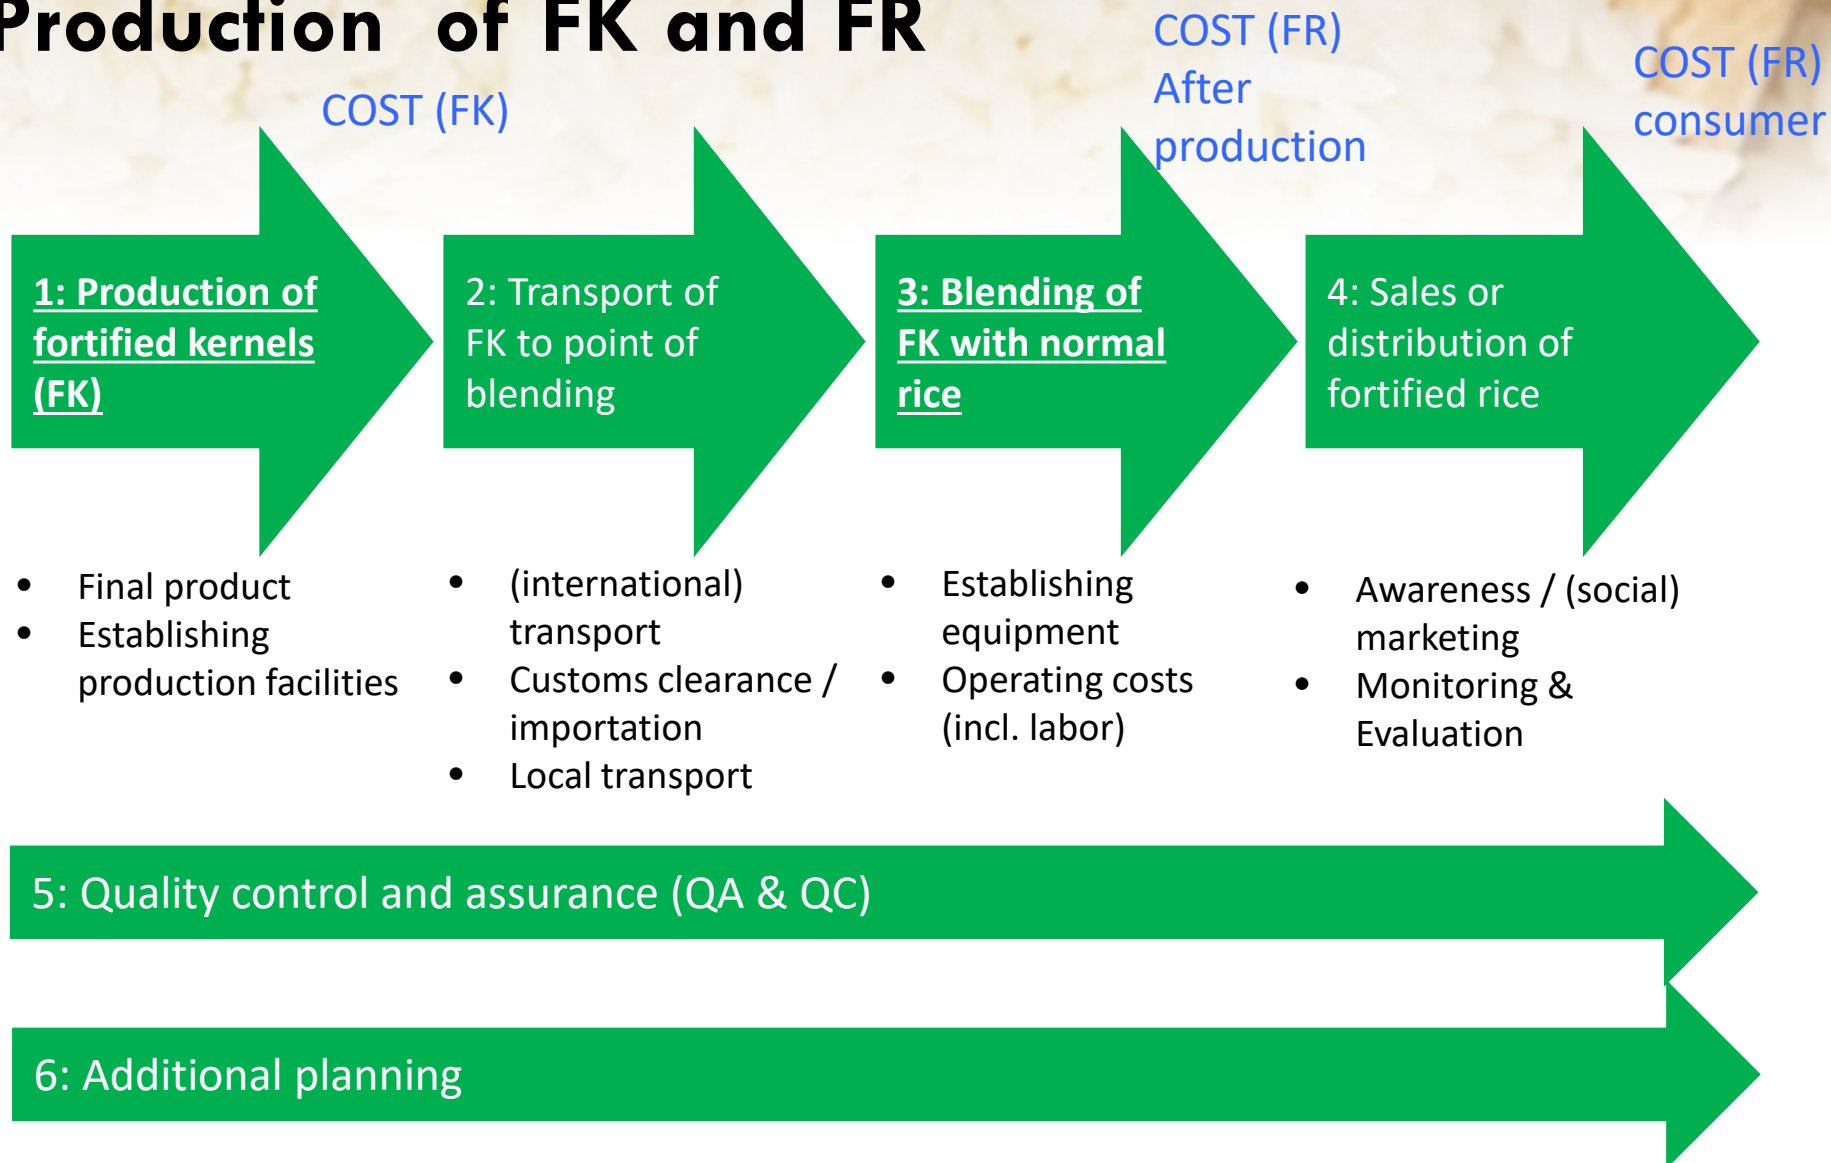 Production of FK and FR
COST (FK)
COST (FR)
After
production
COST (FR)
consumer
1: Production of
fortified kernels
(FK)
2: Transport of
FK to point of
blending
3: Blending of
FK with normal
rice
4: Sales or
distribution of
fortified rice
• Final product
• Establishing
production facilities
• (international)
transport
• Customs clearance /
importation
• Local transport
• Establishing
equipment
• Operating costs
(incl. labor)
• Awareness / (social)
marketing
• Monitoring &
Evaluation
5: Quality control and assurance (QA & QC)
6: Additional planning